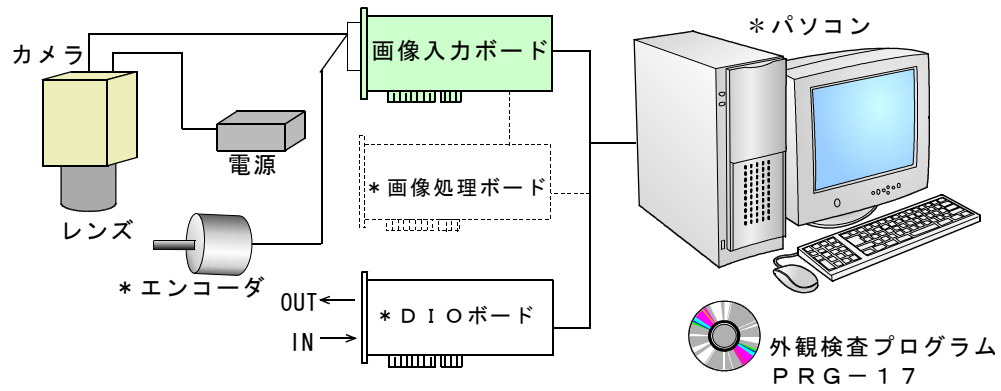 カメラ
レンズ
電源
＊エンコーダ
画像入力ボード
＊画像処理ボード
＊ＤＩＯボード
OUT
IN
＊パソコン
外観検査プログラム
ＰＲＧ－１７